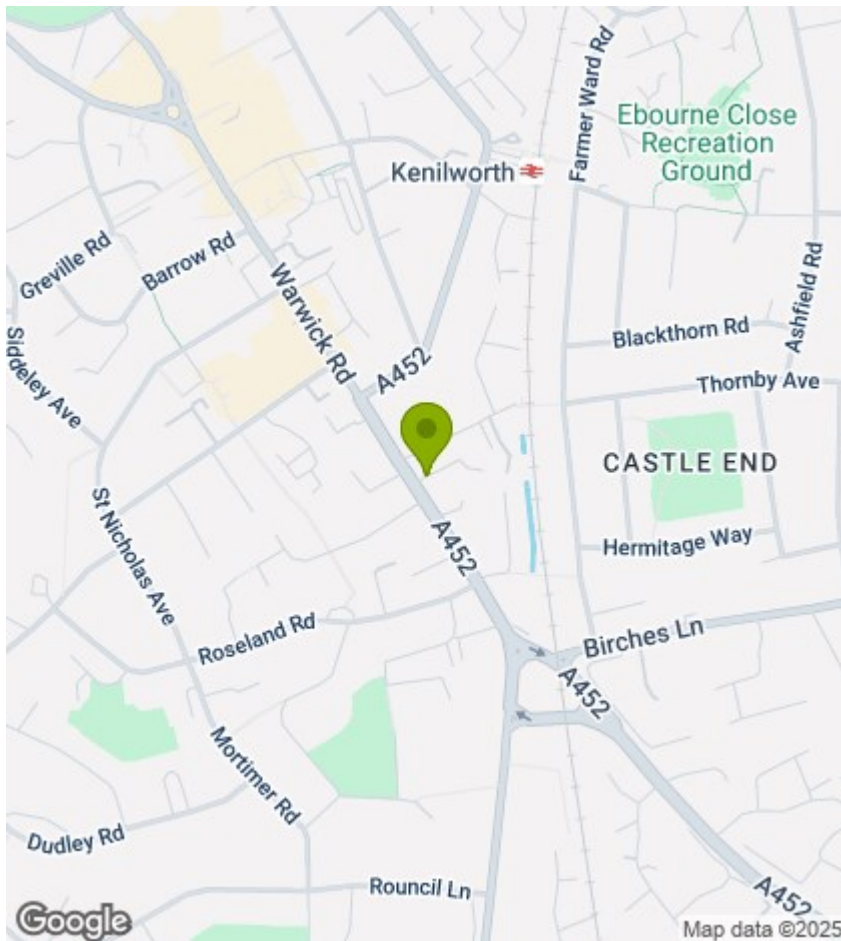 Farmer Ward Rd
Ebourne Close
Recreation
Ground
Kenilworth
Greville Rd
Barrow Rd
Warwick Rd
Ashfield Rd
Siddeley Ave
Blackthorn Rd
A452
Thornby Ave
CASTLE END
St Nicholas Ave
A452
Hermitage Way
Roseland Rd
Birches Ln
A452
Mortimer Rd
Dudley Rd
Rouncil Ln
A452
Google
Map data ©2025